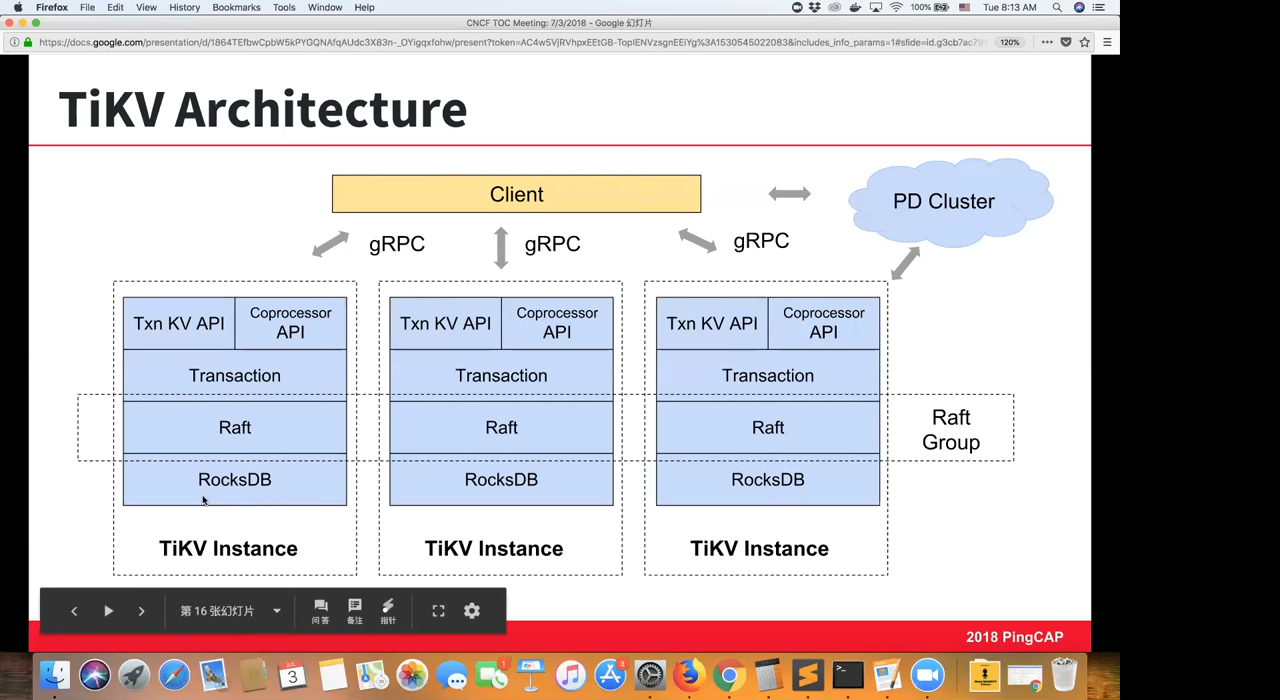 Firefox File Edit View History Bookmarks Tools Window Help 100% Tue 8:13 AM
CNCF TOC Meeting: 7/3/2018 - Google 幻灯片
120%
TiKV Architecture
Client
PD Cluster
gRPC gRPC gRPC
Txn KV API Coprocessor API Txn KV API Coprocessor API Txn KV API Coprocessor API
Transaction Transaction Transaction
Raft Raft Raft Raft Group
RocksDB RocksDB RocksDB
TiKV Instance TiKV Instance TiKV Instance
第 16 张幻灯片 问答 备注 指针
2018 PingCAP
JUL 3